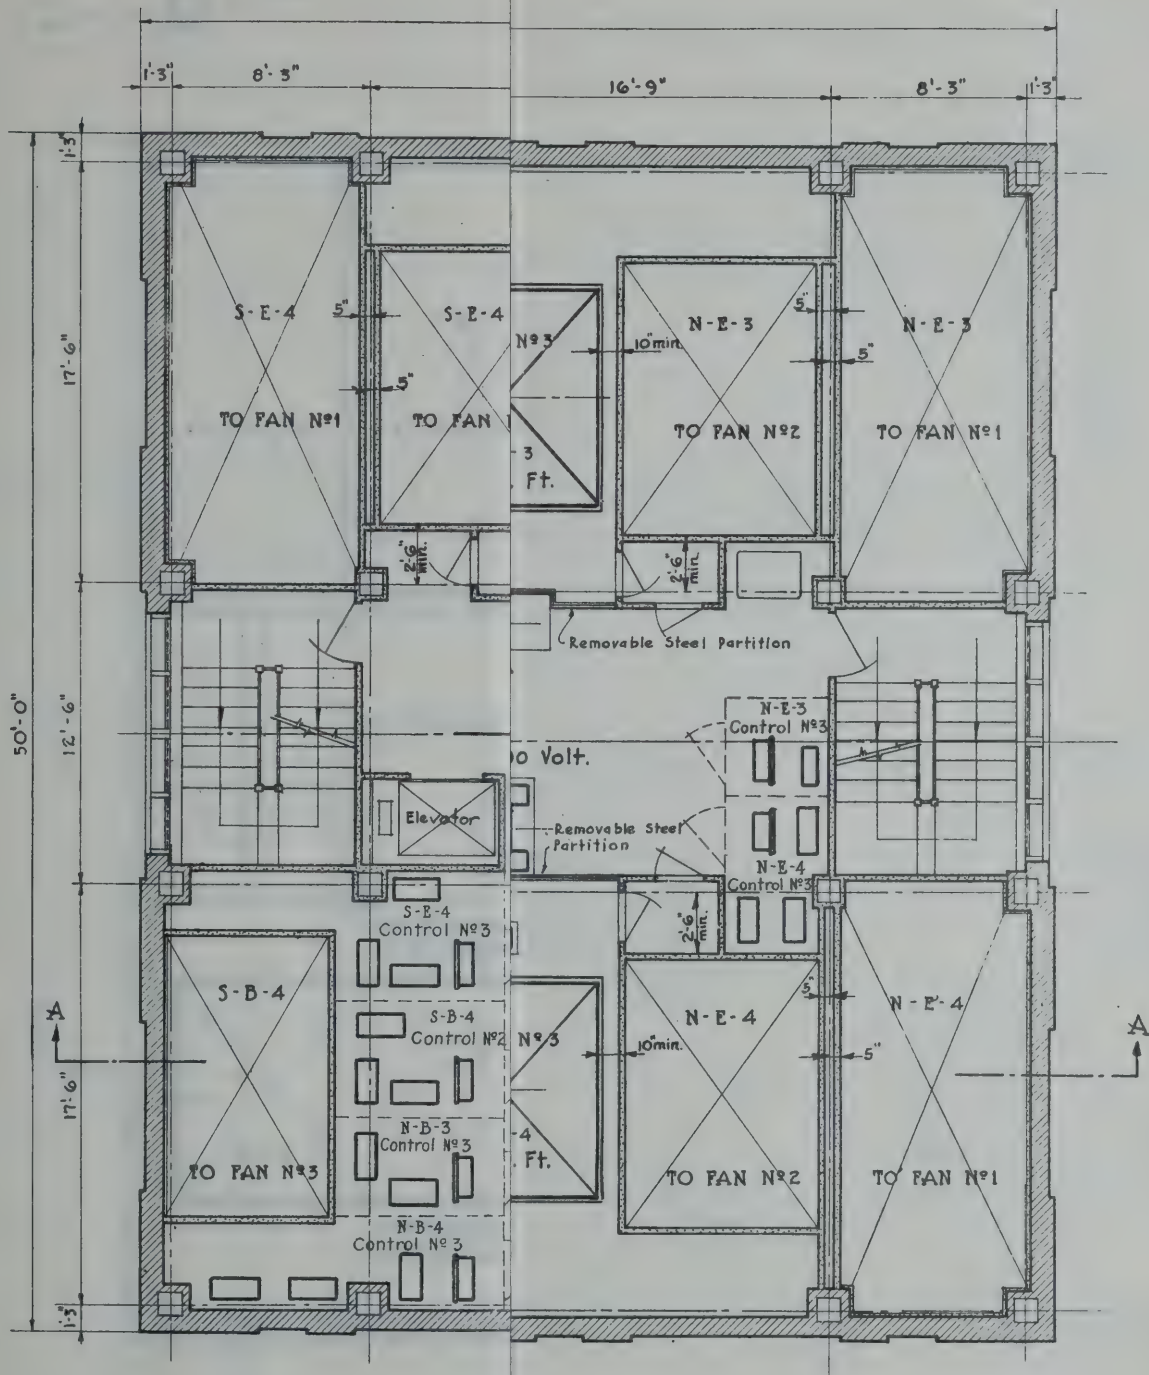 1'-3"
8'-3"
16'-9"
8'-3"
1'-3"
1'-3"
17'-6"
12'-6"
50'-0"
17'-6"
1'-3"
S-E-4
5"
TO FAN Nº1
5"
S-E-4
TO FAN
2'-6"
min.
Nº3
3
Ft.
10"min.
N-E-3
5"
TO FAN Nº2
5"
N-E-3
TO FAN Nº1
2'-6"
min.
Removable Steel Partition
N-E-3
Control Nº3
00 Volt.
Elevator
Removable Steel
Partition
N-E-4
Control Nº3
S-E-4
Control Nº3
2'-6"
min.
S-B-4
TO FAN Nº3
S-B-4
Control Nº2
Nº3
10"min.
N-E-4
5"
5"
TO FAN Nº2
N-E-4
TO FAN Nº1
N-B-3
Control Nº3
-4
Ft.
N-B-4
Control Nº3
A
A